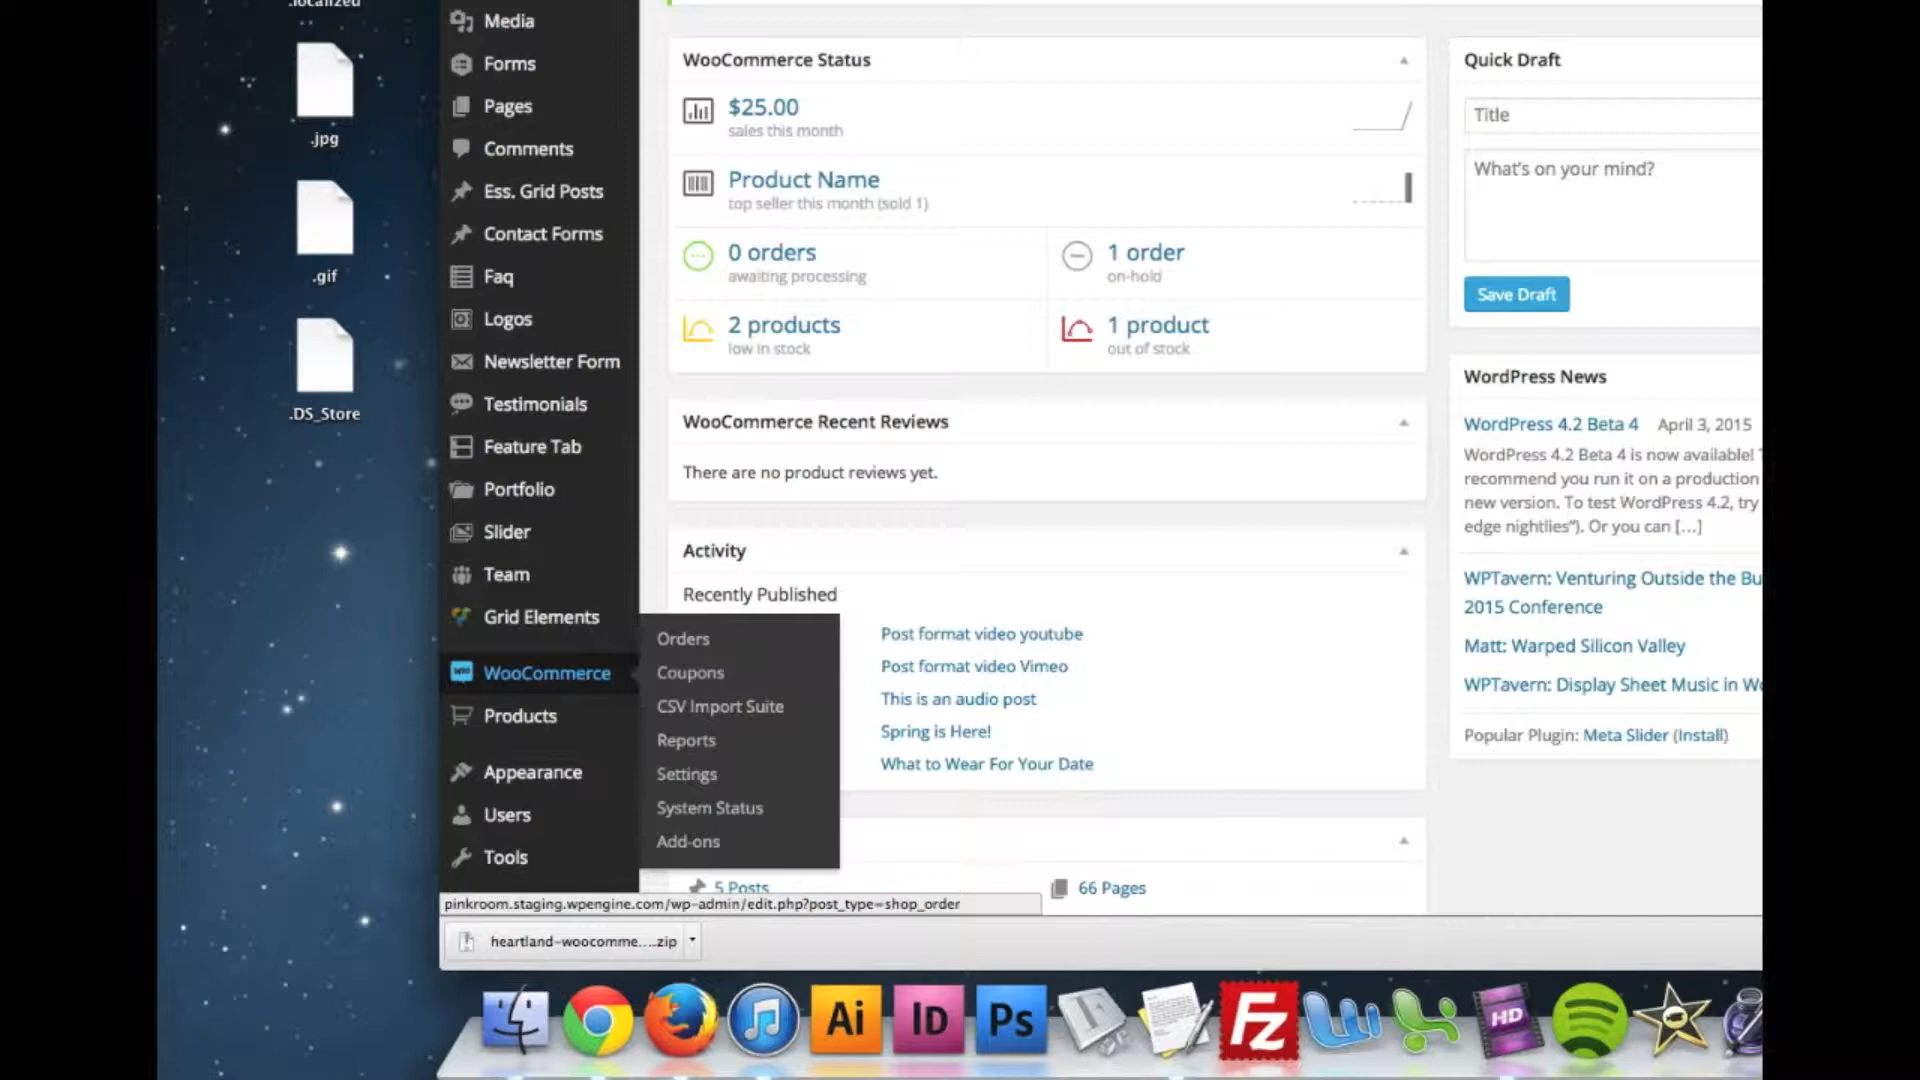 .localized
.jpg
.gif
.DS_Store
Media
Forms
Pages
Comments
Ess. Grid Posts
Contact Forms
Faq
Logos
Newsletter Form
Testimonials
Feature Tab
Portfolio
Slider
Team
Grid Elements
WooCommerce
Products
Appearance
Users
Tools
Orders
Coupons
CSV Import Suite
Reports
Settings
System Status
Add-ons
WooCommerce Status
$25.00
sales this month
Product Name
top seller this month (sold 1)
0 orders
awaiting processing
1 order
on-hold
2 products
low in stock
1 product
out of stock
WooCommerce Recent Reviews
There are no product reviews yet.
Activity
Recently Published
Post format video youtube
Post format video Vimeo
This is an audio post
Spring is Here!
What to Wear For Your Date
5 Posts
66 Pages
Quick Draft
Title
What's on your mind?
Save Draft
WordPress News
WordPress 4.2 Beta 4 April 3, 2015
WordPress 4.2 Beta 4 is now available!
recommend you run it on a production
new version. To test WordPress 4.2, try
edge nightlies”). Or you can […]
WPTavern: Venturing Outside the Bu
2015 Conference
Matt: Warped Silicon Valley
WPTavern: Display Sheet Music in Wo
Popular Plugin: Meta Slider (Install)
pinkroom.staging.wpengine.com/wp-admin/edit.php?post_type=shop_order
heartland-woocomme....zip
Ai
Id
Ps
Fz
HD